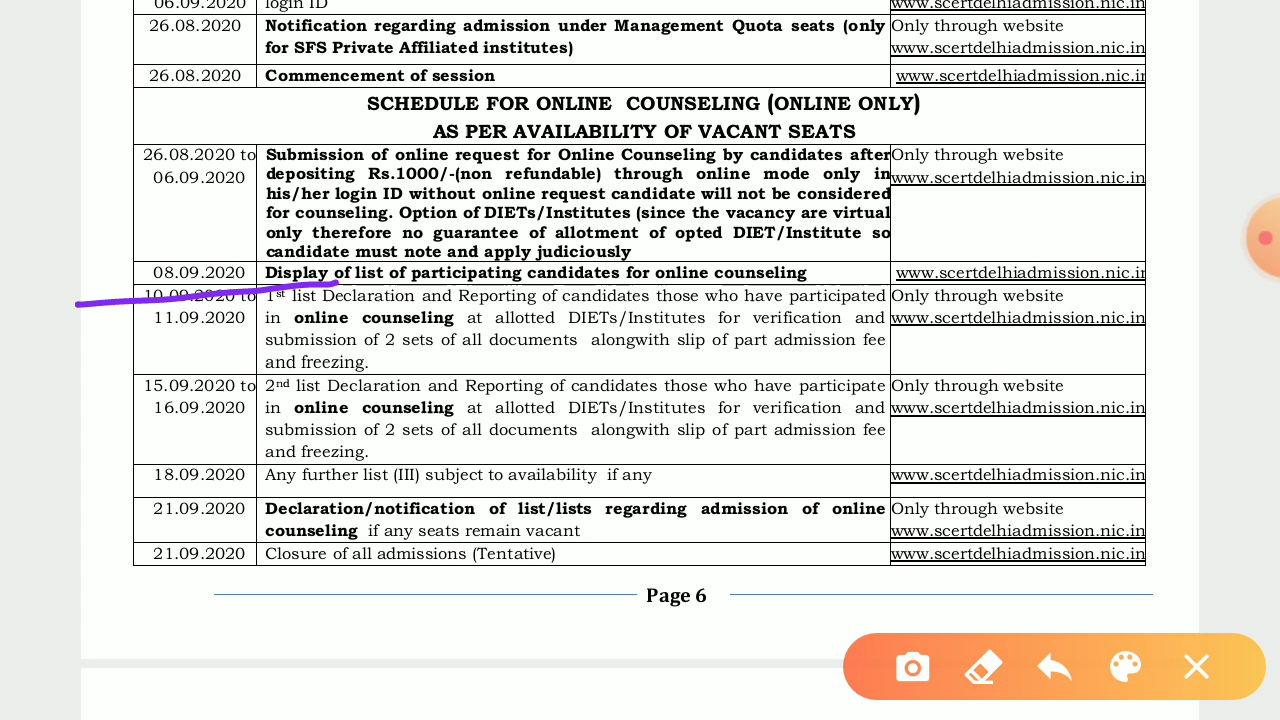 06.09.2020 login ID www.scertdelhiadmission.nic.in
26.08.2020 Notification regarding admission under Management Quota seats (only Only through website
for SFS Private Affiliated institutes) www.scertdelhiadmission.nic.in
26.08.2020 Commencement of session www.scertdelhiadmission.nic.in
SCHEDULE FOR ONLINE COUNSELING (ONLINE ONLY)
AS PER AVAILABILITY OF VACANT SEATS
26.08.2020 to Submission of online request for Online Counseling by candidates after Only through website
06.09.2020 depositing Rs.1000/-(non refundable) through online mode only in www.scertdelhiadmission.nic.in
his/her login ID without online request candidate will not be considered
for counseling. Option of DIETs/Institutes (since the vacancy are virtual
only therefore no guarantee of allotment of opted DIET/Institute so
candidate must note and apply judiciously
08.09.2020 Display of list of participating candidates for online counseling www.scertdelhiadmission.nic.in
10.09.2020 to 1st list Declaration and Reporting of candidates those who have participated Only through website
11.09.2020 in online counseling at allotted DIETs/Institutes for verification and www.scertdelhiadmission.nic.in
submission of 2 sets of all documents alongwith slip of part admission fee
and freezing.
15.09.2020 to 2nd list Declaration and Reporting of candidates those who have participate Only through website
16.09.2020 in online counseling at allotted DIETs/Institutes for verification and www.scertdelhiadmission.nic.in
submission of 2 sets of all documents alongwith slip of part admission fee
and freezing.
18.09.2020 Any further list (III) subject to availability if any www.scertdelhiadmission.nic.in
21.09.2020 Declaration/notification of list/lists regarding admission of online Only through website
counseling if any seats remain vacant www.scertdelhiadmission.nic.in
21.09.2020 Closure of all admissions (Tentative) www.scertdelhiadmission.nic.in
Page 6